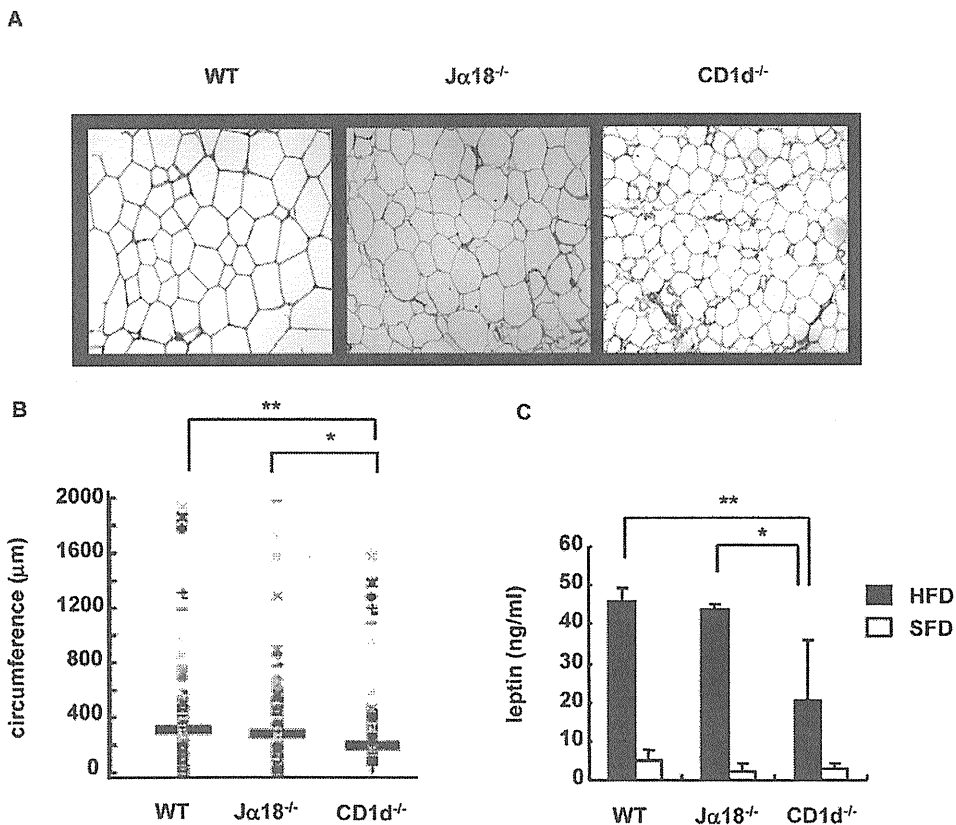 A
WT Jα18-/- CD1d-/-
B
**
*
2000
1600
1200
800
400
0
circumference (μm)
WT Jα18-/- CD1d-/-
C
**
*
60
50
40
30
20
10
0
leptin (ng/ml)
HFD
SFD
WT Jα18-/- CD1d-/-